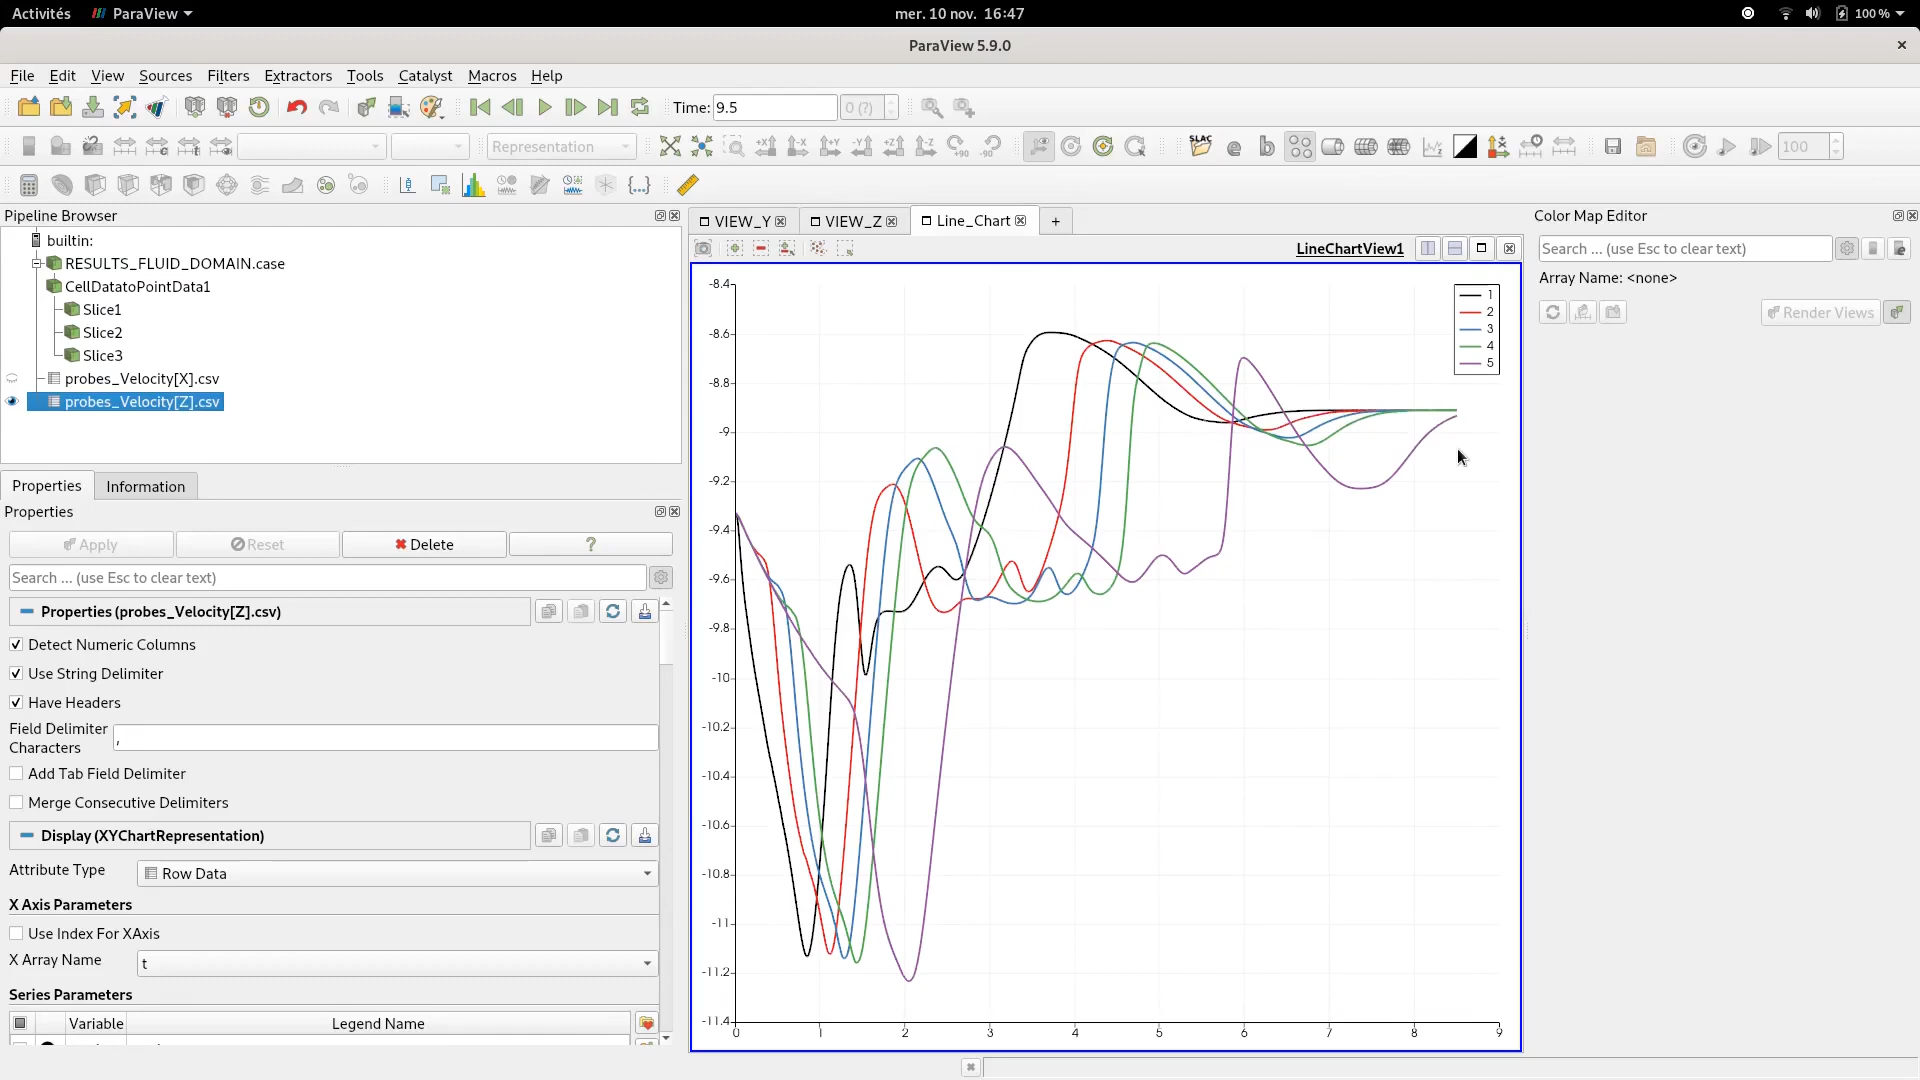 Activités ParaView mer. 10 nov. 16:47 100 %
ParaView 5.9.0
File Edit View Sources Filters Extractors Tools Catalyst Macros Help
Time: 9.5 0 (?)
Representation +X -X +Y -Y +Z -Z +90 -90 SLAC e b 100
Pipeline Browser
builtin:
RESULTS_FLUID_DOMAIN.case
CellDatatoPointData1
Slice1
Slice2
Slice3
probes_Velocity[X].csv
probes_Velocity[Z].csv
Properties Information
Properties
Apply Reset Delete ?
Search ... (use Esc to clear text)
Properties (probes_Velocity[Z].csv)
Detect Numeric Columns
Use String Delimiter
Have Headers
Field Delimiter
Characters ,
Add Tab Field Delimiter
Merge Consecutive Delimiters
Display (XYChartRepresentation)
Attribute Type Row Data
X Axis Parameters
Use Index For XAxis
X Array Name t
Series Parameters
Variable Legend Name
VIEW_Y VIEW_Z Line_Chart +
LineChartView1
-8.4
-8.6
-8.8
-9
-9.2
-9.4
-9.6
-9.8
-10
-10.2
-10.4
-10.6
-10.8
-11
-11.2
-11.4
0 1 2 3 4 5 6 7 8 9
1
2
3
4
5
Color Map Editor
Search ... (use Esc to clear text)
Array Name: <none>
Render Views